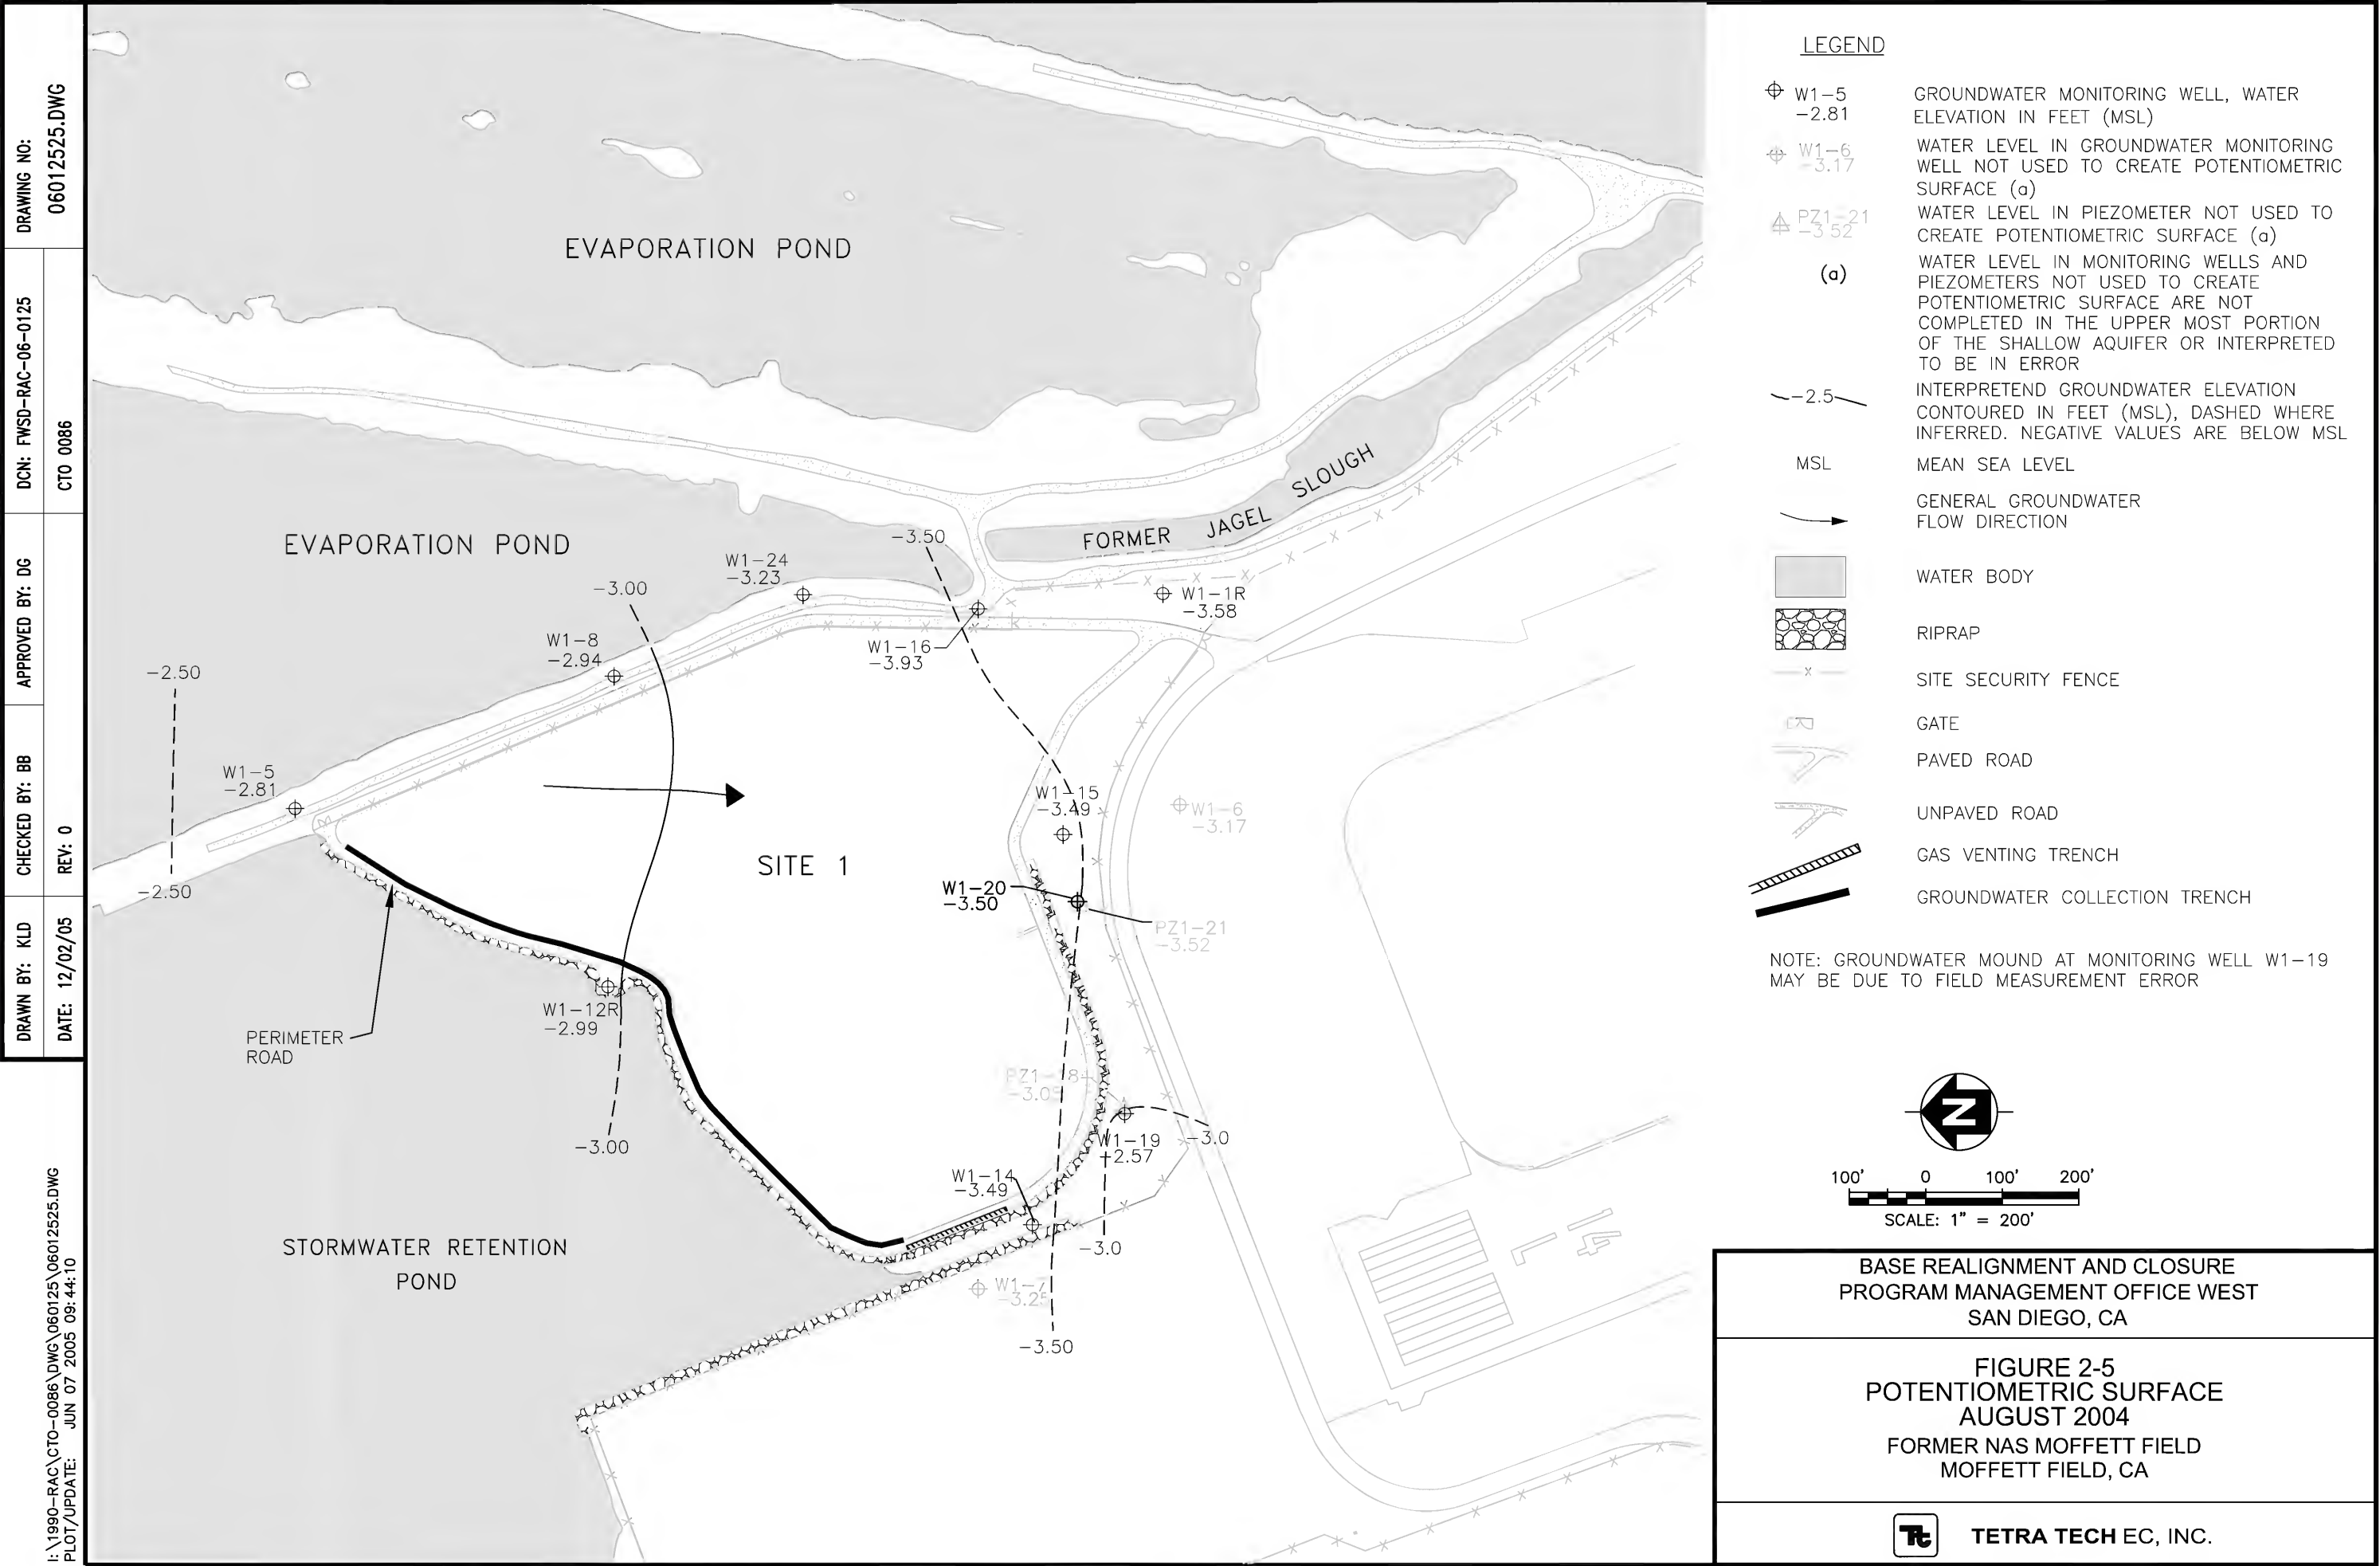 DRAWING NO:
06012525.DWG
DCN: FWSD-RAC-06-0125
CTO 0086
APPROVED BY: DG
CHECKED BY: BB
REV: 0
DRAWN BY: KLD
DATE: 12/02/05
I:\1990-RAC\CTO-0086\DWG\060125\06012525.DWG
PLOT/UPDATE: JUN 07 2005 09:44:10
EVAPORATION POND
EVAPORATION POND
FORMER JAGEL SLOUGH
-3.50
W1-24
-3.23
-3.00
W1-8
-2.94
W1-16
-3.93
W1-1R
-3.58
-2.50
W1-5
-2.81
-2.50
W1-15
-3.49
W1-6
-3.17
SITE 1
W1-20
-3.50
PZ1-21
-3.52
W1-12R
-2.99
PERIMETER
ROAD
-3.00
PZ1-18
-3.05
W1-19
+2.57
-3.0
W1-14
-3.49
-3.0
W1-7
-3.25
-3.50
STORMWATER RETENTION
POND
14
L
LEGEND
W1-5
-2.81
GROUNDWATER MONITORING WELL, WATER
ELEVATION IN FEET (MSL)
W1-6
-3.17
WATER LEVEL IN GROUNDWATER MONITORING
WELL NOT USED TO CREATE POTENTIOMETRIC
SURFACE (a)
PZ1-21
-3.52
WATER LEVEL IN PIEZOMETER NOT USED TO
CREATE POTENTIOMETRIC SURFACE (a)
(a)
WATER LEVEL IN MONITORING WELLS AND
PIEZOMETERS NOT USED TO CREATE
POTENTIOMETRIC SURFACE ARE NOT
COMPLETED IN THE UPPER MOST PORTION
OF THE SHALLOW AQUIFER OR INTERPRETED
TO BE IN ERROR
-2.5
INTERPRETEND GROUNDWATER ELEVATION
CONTOURED IN FEET (MSL), DASHED WHERE
INFERRED. NEGATIVE VALUES ARE BELOW MSL
MSL
MEAN SEA LEVEL
GENERAL GROUNDWATER
FLOW DIRECTION
WATER BODY
RIPRAP
SITE SECURITY FENCE
GATE
PAVED ROAD
UNPAVED ROAD
GAS VENTING TRENCH
GROUNDWATER COLLECTION TRENCH
NOTE: GROUNDWATER MOUND AT MONITORING WELL W1-19
MAY BE DUE TO FIELD MEASUREMENT ERROR
N
100' 0 100' 200'
SCALE: 1" = 200'
BASE REALIGNMENT AND CLOSURE
PROGRAM MANAGEMENT OFFICE WEST
SAN DIEGO, CA
FIGURE 2-5
POTENTIOMETRIC SURFACE
AUGUST 2004
FORMER NAS MOFFETT FIELD
MOFFETT FIELD, CA
TETRA TECH EC, INC.